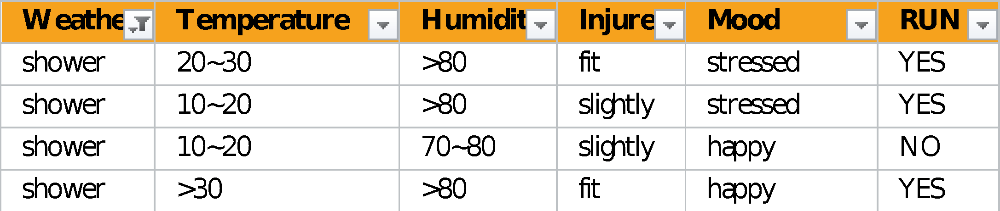 Weathe Temperature Humidit Injure Mood RUN
shower 20~30 >80 fit stressed YES
shower 10~20 >80 slightly stressed YES
shower 10~20 70~80 slightly happy NO
shower >30 >80 fit happy YES